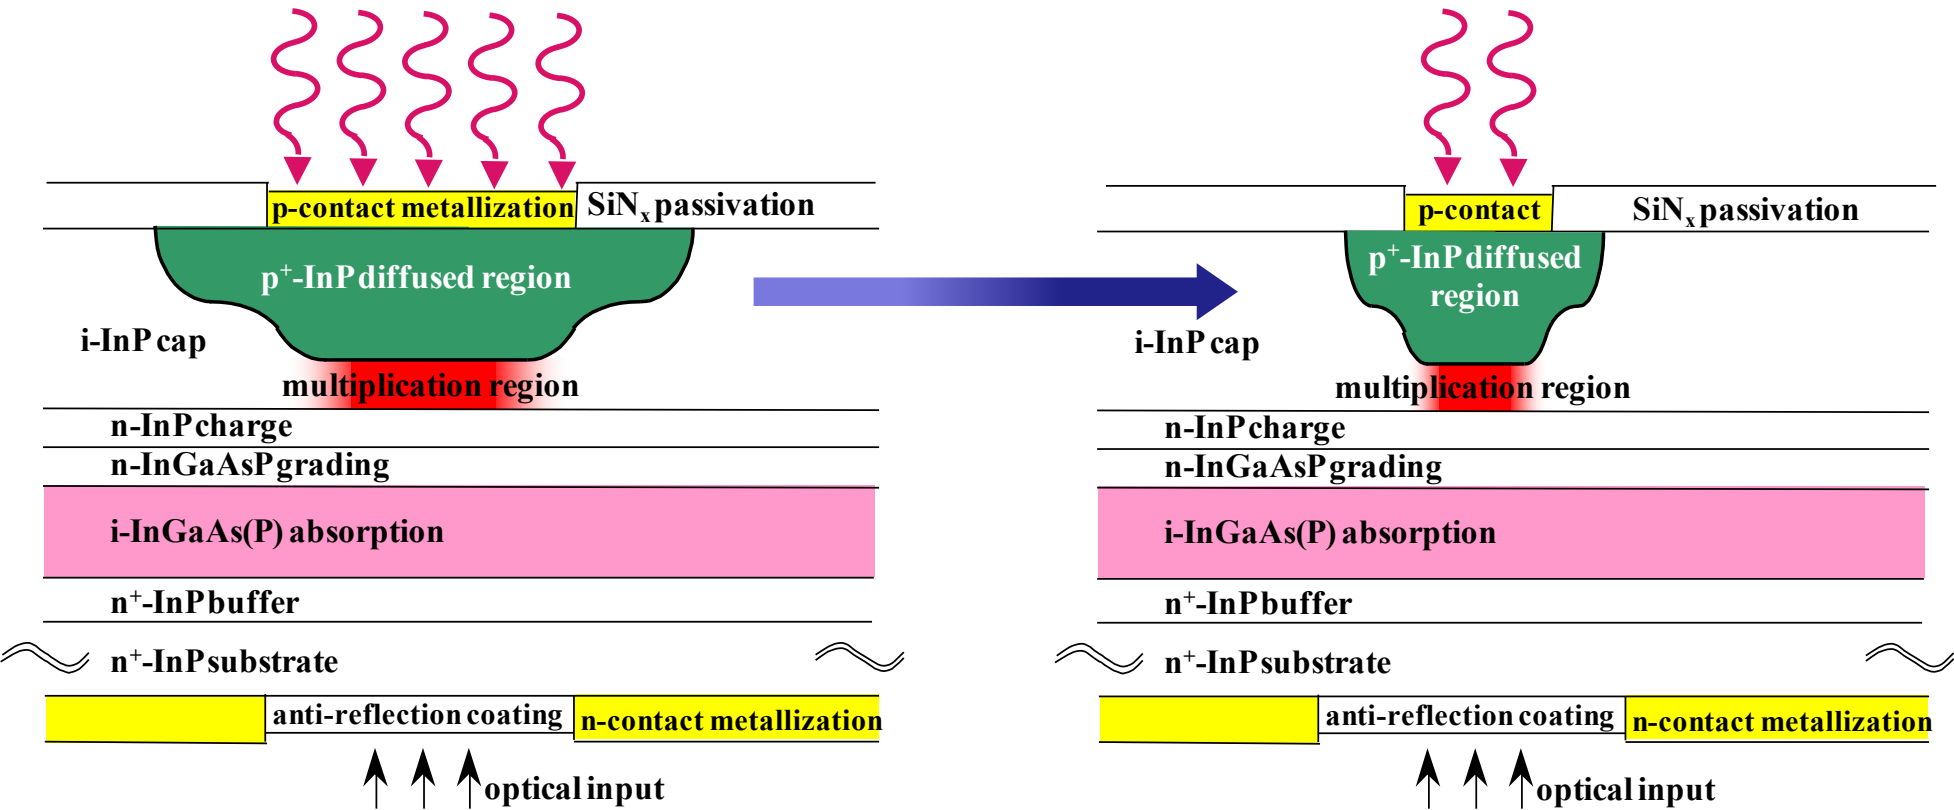 p-contact metallization
SiNx passivation
p+-InP diffused region
i-InP cap
multiplication region
n-InP charge
n-InGaAsP grading
i-InGaAs(P) absorption
n+-InP buffer
n+-InP substrate
anti-reflection coating
n-contact metallization
optical input
p-contact
SiNx passivation
p+-InP diffused
region
i-InP cap
multiplication region
n-InP charge
n-InGaAsP grading
i-InGaAs(P) absorption
n+-InP buffer
n+-InP substrate
anti-reflection coating
n-contact metallization
optical input